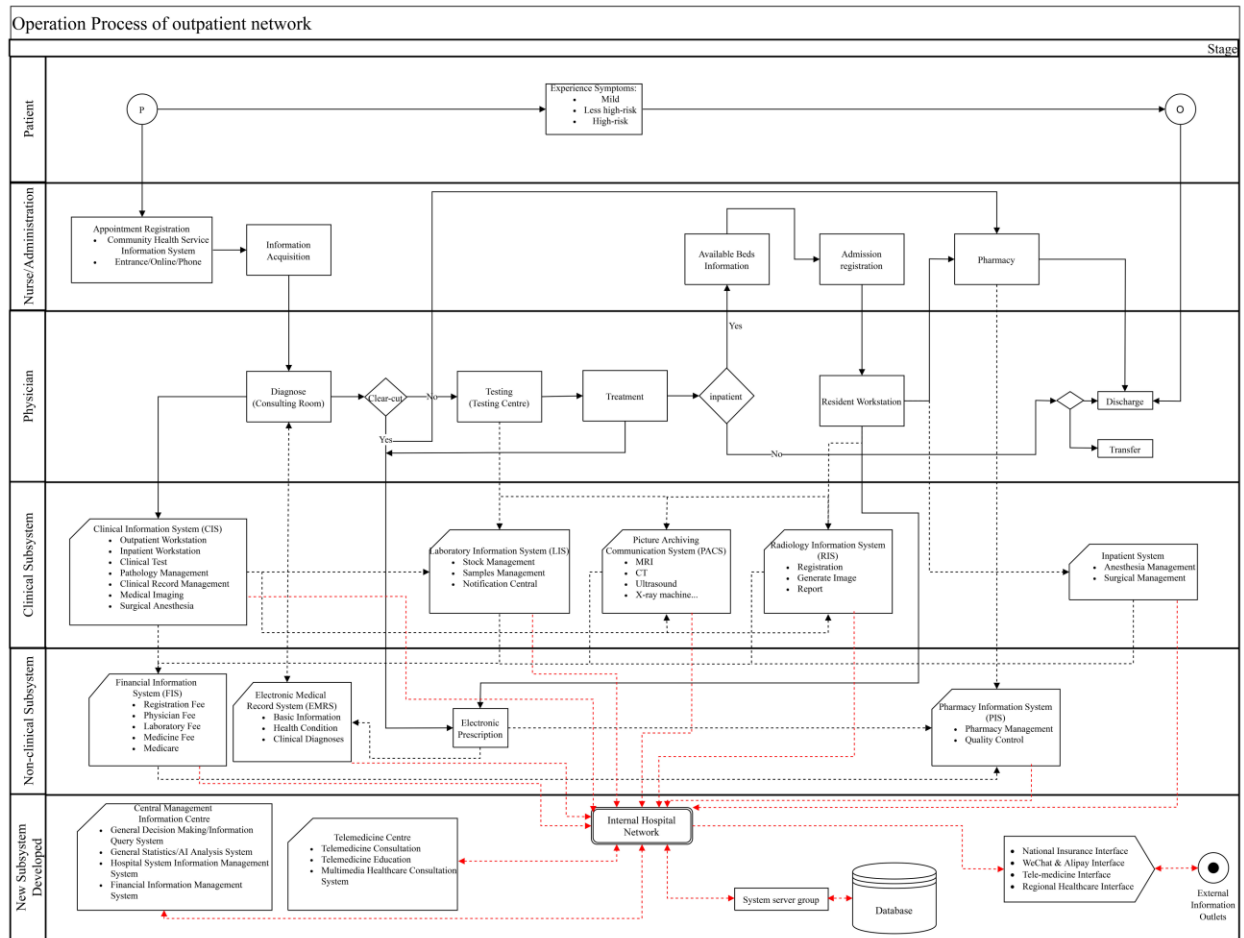 Operation Process of outpatient network
Stage
Patient
P
Experience Symptoms:
• Mild
• Less high-risk
• High-risk
O
Nurse/Administration
Appointment Registration
• Community Health Service
Information System
• Entrance/Online/Phone
Information
Acquisition
Available Beds
Information
Admission
registration
Pharmacy
Physician
Yes
Diagnose
(Consulting Room)
Clear-cut
No
Testing
(Testing Centre)
Treatment
inpatient
Resident Workstation
Discharge
Yes
No
Transfer
Clinical Subsystem
Clinical Information System (CIS)
• Outpatient Workstation
• Inpatient Workstation
• Clinical Test
• Pathology Management
• Clinical Record Management
• Medical Imaging
• Surgical Anesthesia
Laboratory Information System (LIS)
• Stock Management
• Samples Management
• Notification Central
Picture Archiving
Communication System (PACS)
• MRI
• CT
• Ultrasound
• X-ray machine...
Radiology Information System
(RIS)
• Registration
• Generate Image
• Report
Inpatient System
• Anesthesia Management
• Surgical Management
Non-clinical Subsystem
Financial Information
System (FIS)
• Registration Fee
• Physician Fee
• Laboratory Fee
• Medicine Fee
• Medicare
Electronic Medical
Record System (EMRS)
• Basic Information
• Health Condition
• Clinical Diagnoses
Electronic
Prescription
Pharmacy Information System
(PIS)
• Pharmacy Management
• Quality Control
New Subsystem
Developed
Central Management
Information Centre
• General Decision Making/Information
Query System
• General Statistics/AI Analysis System
• Hospital System Information Management
System
• Financial Information Management
System
Telemedicine Centre
• Telemedicine Consultation
• Telemedicine Education
• Multimedia Healthcare Consultation
System
Internal Hospital
Network
System server group
Database
• National Insurance Interface
• WeChat & Alipay Interface
• Tele-medicine Interface
• Regional Healthcare Interface
External
Information
Outlets